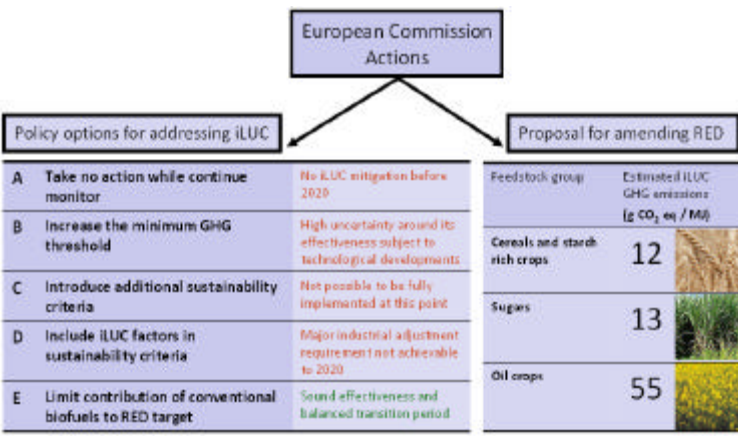 European Commission
Actions
Policy options for addressing iLUC
Proposal for amending RED
A Take no action while continue
monitor
No iLUC mitigation before
2020
B Increase the minimum GHG
threshold
High uncertainty around its
effectiveness subject to
technological developments
C Introduce additional sustainability
criteria
Not possible to be fully
implemented at this point
D Include iLUC factors in
sustainability criteria
Major industrial adjustment
requirement not achievable
to 2020
E Limit contribution of conventional
biofuels to RED target
Sound effectiveness and
balanced transition period
Feedstock group
Estimated iLUC
GHG emissions
(g CO₂ eq / MJ)
Cereals and starch
rich crops
12
Sugars
13
Oil crops
55